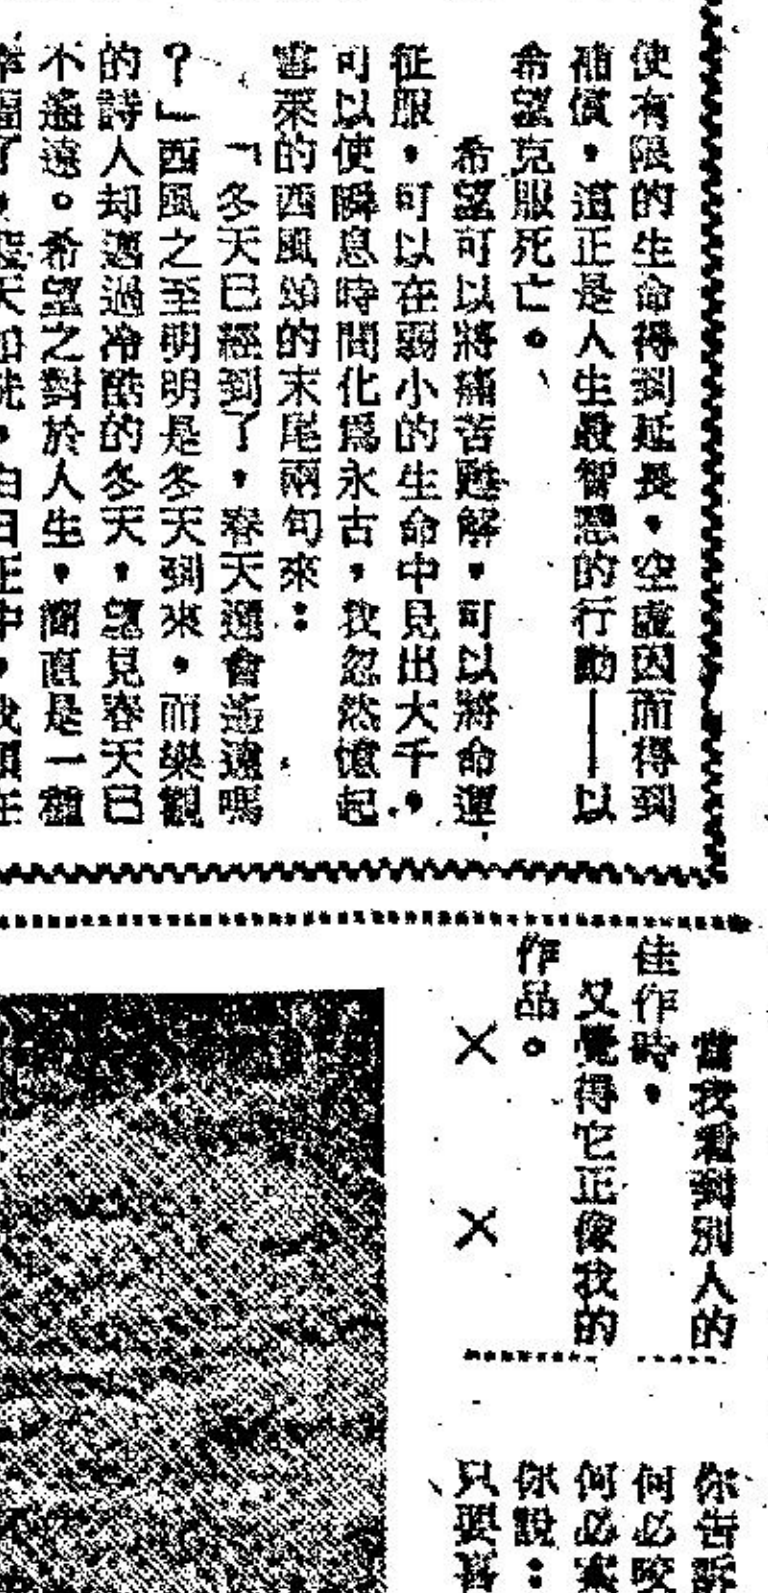 使有限的生命得到延長，空虛因而得到
補償，這正是人生最智慧的行動——以
希望克服死亡。
希望可以將痛苦融解，可以將命運
征服，可以在弱小的生命中見出大千，
可以使瞬息時間化爲永古，我忽然憶起
雪萊的西風頌的末尾兩句來：
「冬天已經到了，春天還會遙遠嗎
？」西風之至明明是冬天到來，而樂觀
的詩人却邁過冷酷的冬天，望見春天已
不遙遠。希望之對於人生，簡直是一種
當我看到別人的
佳作時，
又覺得它正像我的
作品。
× ×
你告訴
何必
何必
你說：
只要喜